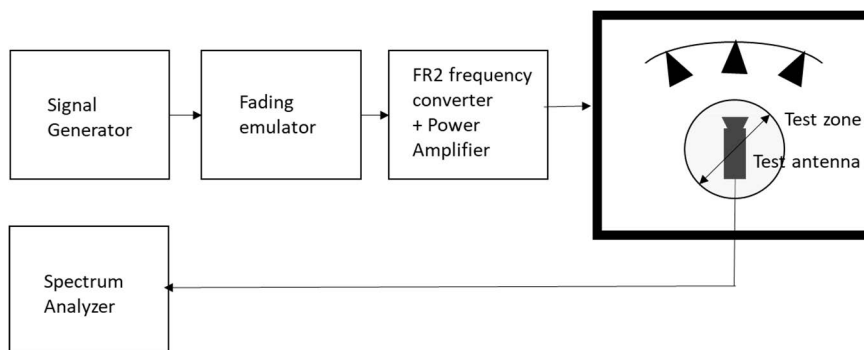 Signal
Generator
Fading
emulator
FR2 frequency
converter
+ Power
Amplifier
Test zone
Test antenna
Spectrum
Analyzer